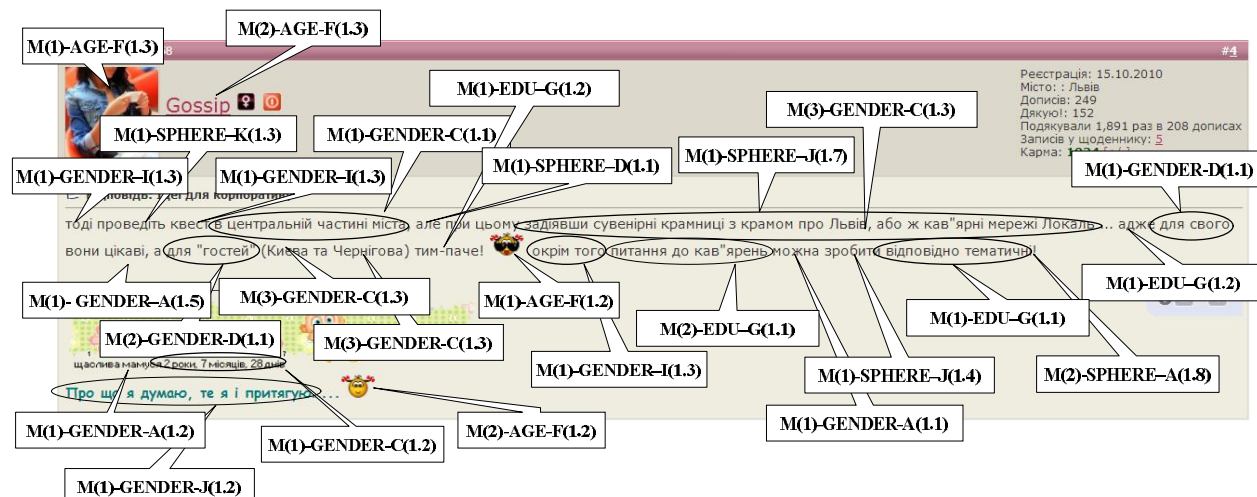 M(2)-AGE-F(1.3)
M(1)-AGE-F(1.3)
8
#4
Gossip
Реєстрація: 15.10.2010
Місто: : Львів
Дописів: 249
Дякую!: 152
Подякували 1,891 раз в 208 дописах
Записів у щоденнику: 5
Карма:
M(1)-EDU–G(1.2)
M(3)-GENDER-C(1.3)
M(1)-SPHERE–K(1.3)
M(1)-GENDER-C(1.1)
M(1)-SPHERE–D(1.1)
M(1)-SPHERE–J(1.7)
M(1)-GENDER-D(1.1)
M(1)-GENDER–I(1.3)
M(1)-GENDER–I(1.3)
для корпоратив
тоді проведіть квест в центральній частині міста, але при цьому задіявши сувенірні крамниці з крамом про Львів, або ж кав"ярні мережі Локаль... адже для свого
вони цікаві, а для "гостей" (Києва та Чернігова) тим-паче! окрім того питання до кав"ярень можна зробити відповідно тематичні!
M(1)- GENDER–A(1.5)
M(3)-GENDER-C(1.3)
M(1)-AGE-F(1.2)
M(1)-EDU–G(1.2)
M(2)-GENDER-D(1.1)
M(3)-GENDER-C(1.3)
M(2)-EDU–G(1.1)
M(1)-EDU–G(1.1)
щаслива мамуся 2 роки, 7 місяців, 28 днів
M(1)-GENDER–I(1.3)
M(1)-SPHERE–J(1.4)
M(2)-SPHERE–A(1.8)
Про що я думаю, те я і притягую.....
M(1)-GENDER-A(1.2)
M(1)-GENDER-C(1.2)
M(2)-AGE-F(1.2)
M(1)-GENDER-A(1.1)
M(1)-GENDER-J(1.2)